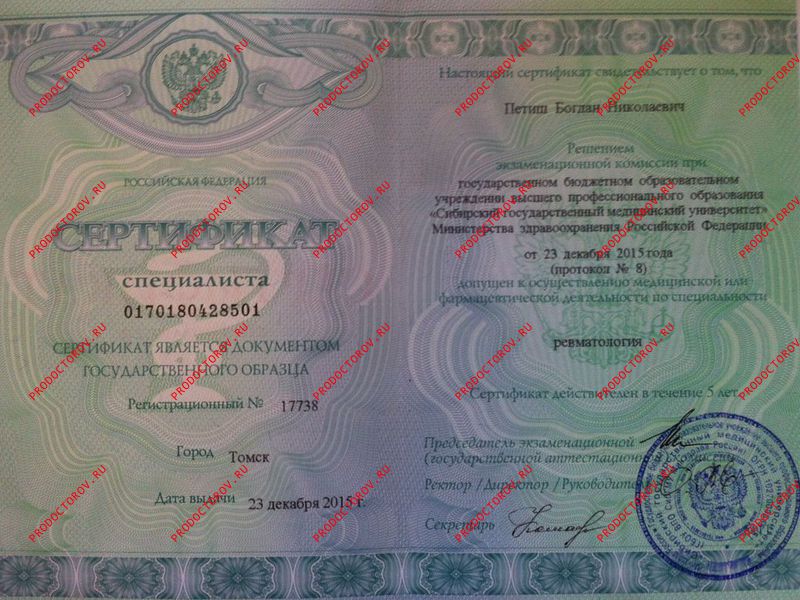 РОССИЙСКАЯ ФЕДЕРАЦИЯ
СЕРТИФИКАТ
специалиста
0170180428501
СЕРТИФИКАТ ЯВЛЯЕТСЯ ДОКУМЕНТОМ
ГОСУДАРСТВЕННОГО ОБРАЗЦА
Регистрационный № 17738
Город Томск
Дата выдачи 23 декабря 2015 г.
Настоящий сертификат свидетельствует о том, что
Петиш Богдан Николаевич
Решением
экзаменационной комиссии при
государственном бюджетном образовательном
учреждении высшего профессионального образования
«Сибирский государственный медицинский университет»
Министерства здравоохранения Российской Федерации
от 23 декабря 2015 года
(протокол № 8)
допущен к осуществлению медицинской или
фармацевтической деятельности по специальности
ревматология
Сертификат действителен в течение 5 лет.
Председатель экзаменационной
(государственной аттестационной) комиссии
Ректор /Директор /Руководитель
Секретарь
PRODOCTOROV.RU